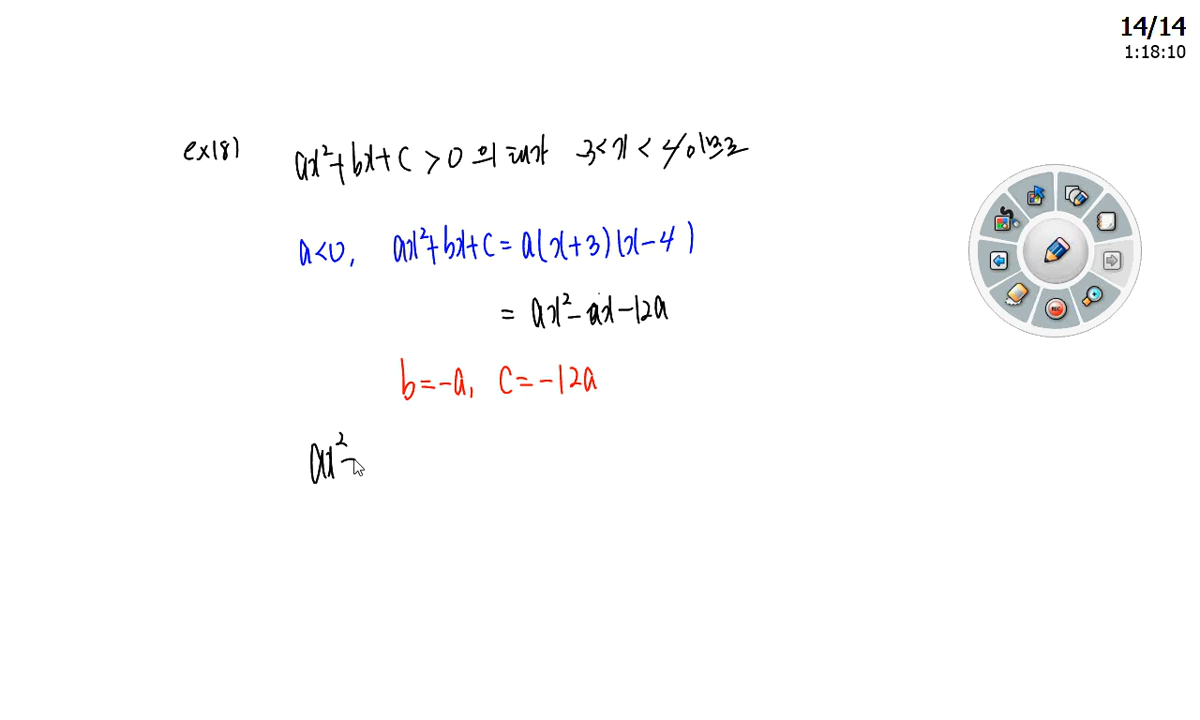 14/14
1:18:10
ex18)
ax²+bx+c>0의 해가 3<x<4이므로
a<0, ax²+bx+c=a(x+3)(x-4)
=ax²-ax-12a
b=-a, c=-12a
ax²-
REC